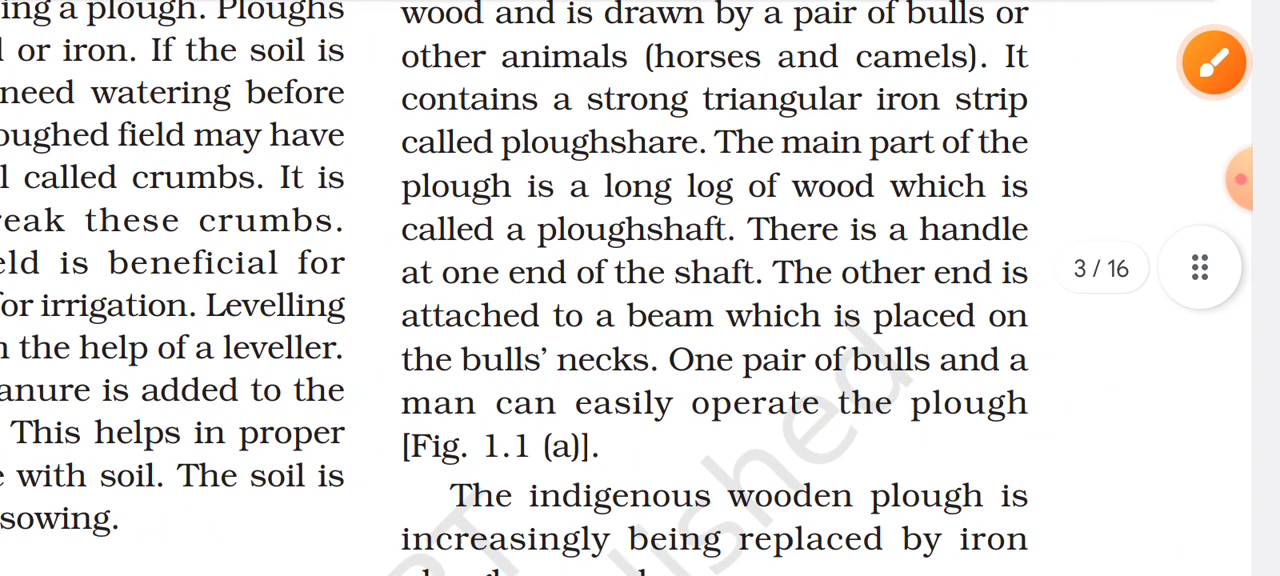 ing a plough. Ploughs
or iron. If the soil is
need watering before
oughed field may have
called crumbs. It is
reak these crumbs.
eld is beneficial for
for irrigation. Levelling
the help of a leveller.
anure is added to the
This helps in proper
with soil. The soil is
sowing.
wood and is drawn by a pair of bulls or
other animals (horses and camels). It
contains a strong triangular iron strip
called ploughshare. The main part of the
plough is a long log of wood which is
called a ploughshaft. There is a handle
at one end of the shaft. The other end is
attached to a beam which is placed on
the bulls’ necks. One pair of bulls and a
man can easily operate the plough
[Fig. 1.1 (a)].
The indigenous wooden plough is
increasingly being replaced by iron
3 / 16